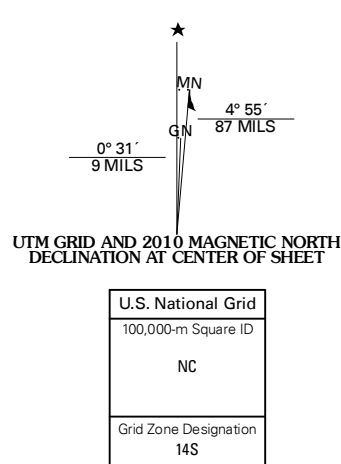 MN
4° 55´
87 MILS
GN
0° 31´
9 MILS
UTM GRID AND 2010 MAGNETIC NORTH
DECLINATION AT CENTER OF SHEET
U.S. National Grid
100,000-m Square ID
NC
Grid Zone Designation
14S